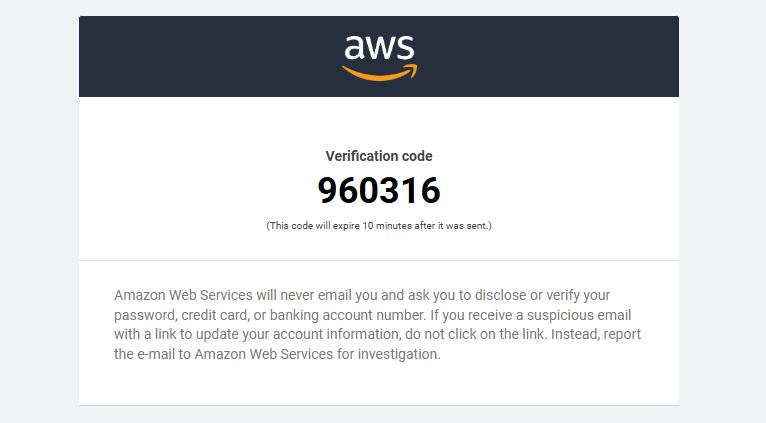 aws
Verification code
960316
(This code will expire 10 minutes after it was sent.)
Amazon Web Services will never email you and ask you to disclose or verify your
password, credit card, or banking account number. If you receive a suspicious email
with a link to update your account information, do not click on the link. Instead, report
the e-mail to Amazon Web Services for investigation.